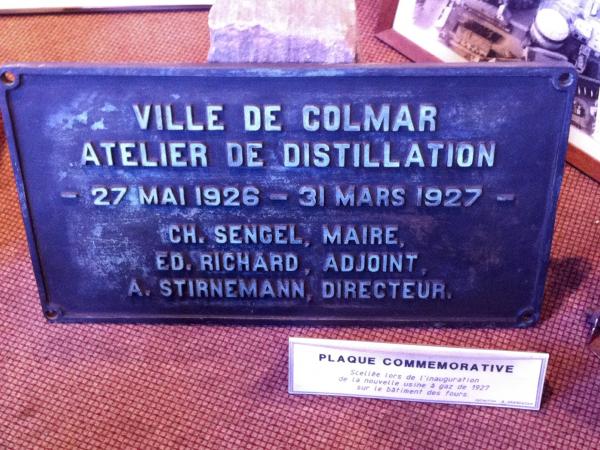 VILLE DE COLMAR
ATELIER DE DISTILLATION
- 27 MAI 1926 - 31 MARS 1927 -
CH. SENGEL, MAIRE,
ED. RICHARD, ADJOINT,
A. STIRNEMANN, DIRECTEUR.
PLAQUE COMMEMORATIVE
Scellée lors de l'inauguration
de la nouvelle usine à gaz de 1927
sur le bâtiment des fours.